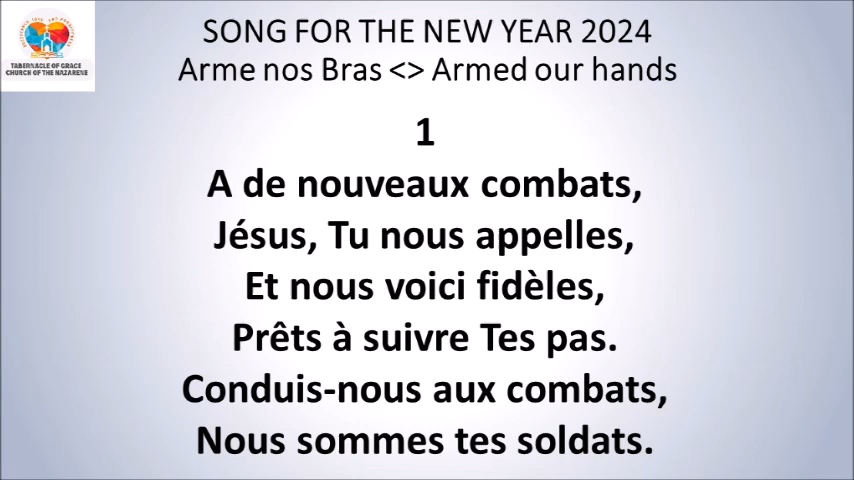 TABERNACLE OF GRACE
CHURCH OF THE NAZARENE
SONG FOR THE NEW YEAR 2024
Arme nos Bras <> Armed our hands
1
A de nouveaux combats,
Jésus, Tu nous appelles,
Et nous voici fidèles,
Prêts à suivre Tes pas.
Conduis-nous aux combats,
Nous sommes tes soldats.